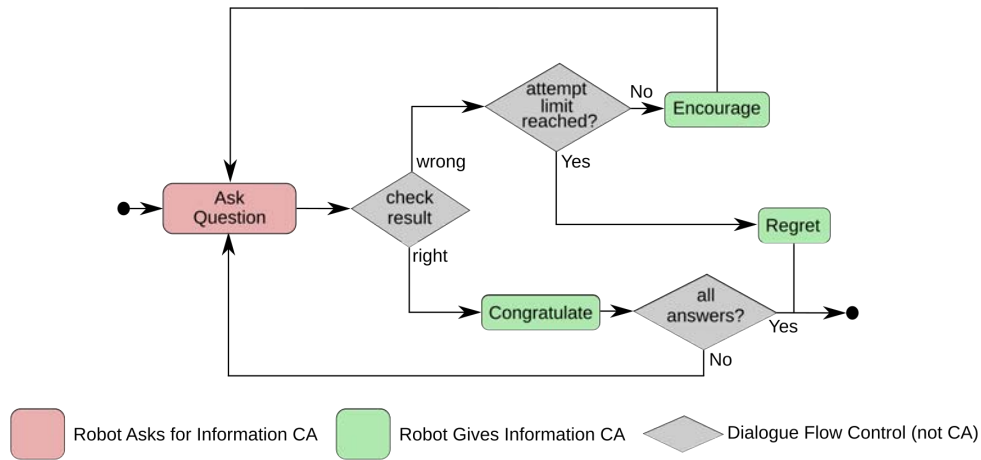 attempt
limit
reached?
No
Encourage
wrong
Yes
Ask
Question
check
result
Regret
right
all
answers?
Congratulate
Yes
No
Robot Asks for Information CA
Robot Gives Information CA
Dialogue Flow Control (not CA)